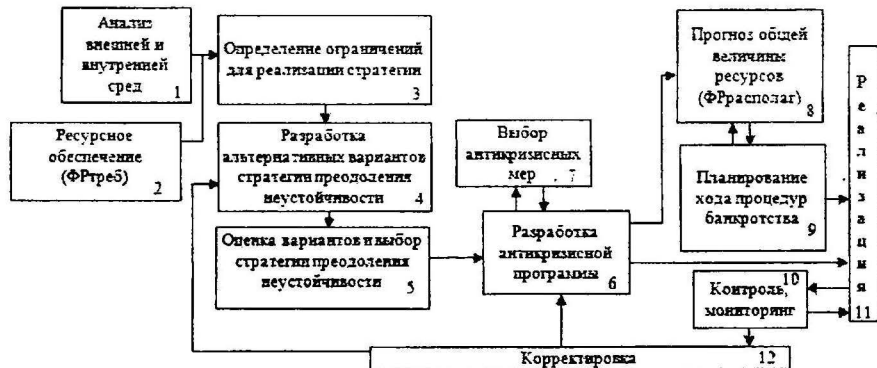 Анализ
внешней и
внутренней
сред
1
Ресурсное
обеспечение
(ФРтреб)
2
Определение ограничений
для реализации стратегии
3
Разработка
альтернативных вариантов
стратегии преодоления
неустойчивости
4
Оценка вариантов и выбор
стратегии преодоления
неустойчивости
5
Выбор
антикризисных
мер
7
Разработка
антикризисной
программы
6
Прогноз общей
величины
ресурсов
(ФРрасполаг)
8
Планирование
хода процедур
банкротства
9
10
Контроль,
мониторинг
Реализация
11
Корректировка
12